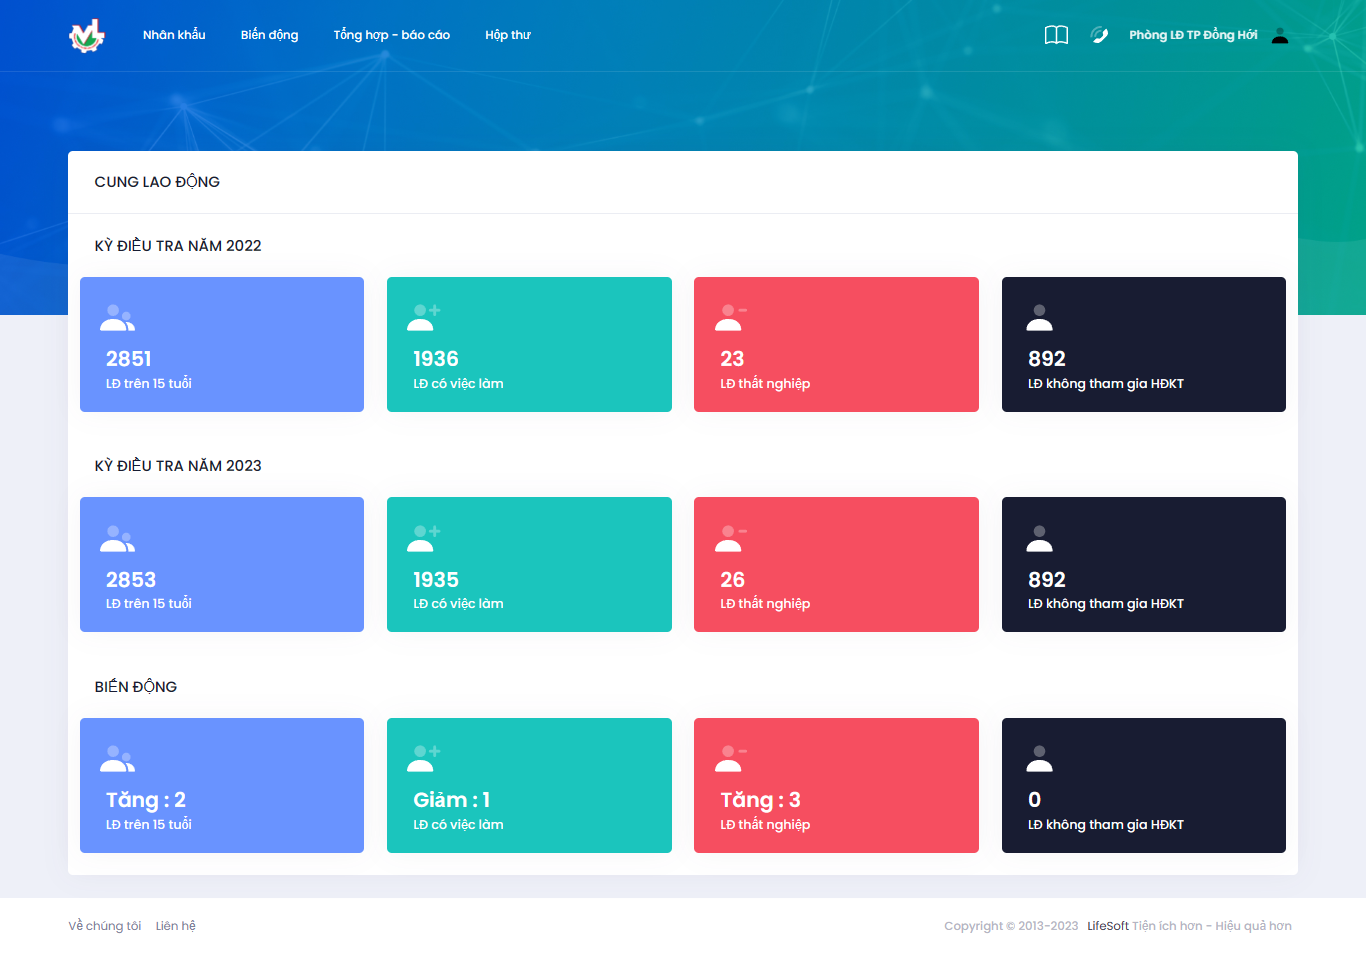 Nhân khẩu Biến động Tổng hợp - báo cáo Hộp thư Phòng LĐ TP Đồng Hới
CUNG LAO ĐỘNG
KỲ ĐIỀU TRA NĂM 2022
2851 1936 23 892
LĐ trên 15 tuổi LĐ có việc làm LĐ thất nghiệp LĐ không tham gia HĐKT
KỲ ĐIỀU TRA NĂM 2023
2853 1935 26 892
LĐ trên 15 tuổi LĐ có việc làm LĐ thất nghiệp LĐ không tham gia HĐKT
BIẾN ĐỘNG
Tăng : 2 Giảm : 1 Tăng : 3 0
LĐ trên 15 tuổi LĐ có việc làm LĐ thất nghiệp LĐ không tham gia HĐKT
Về chúng tôi Liên hệ Copyright © 2013-2023 LifeSoft Tiện ích hơn - Hiệu quả hơn